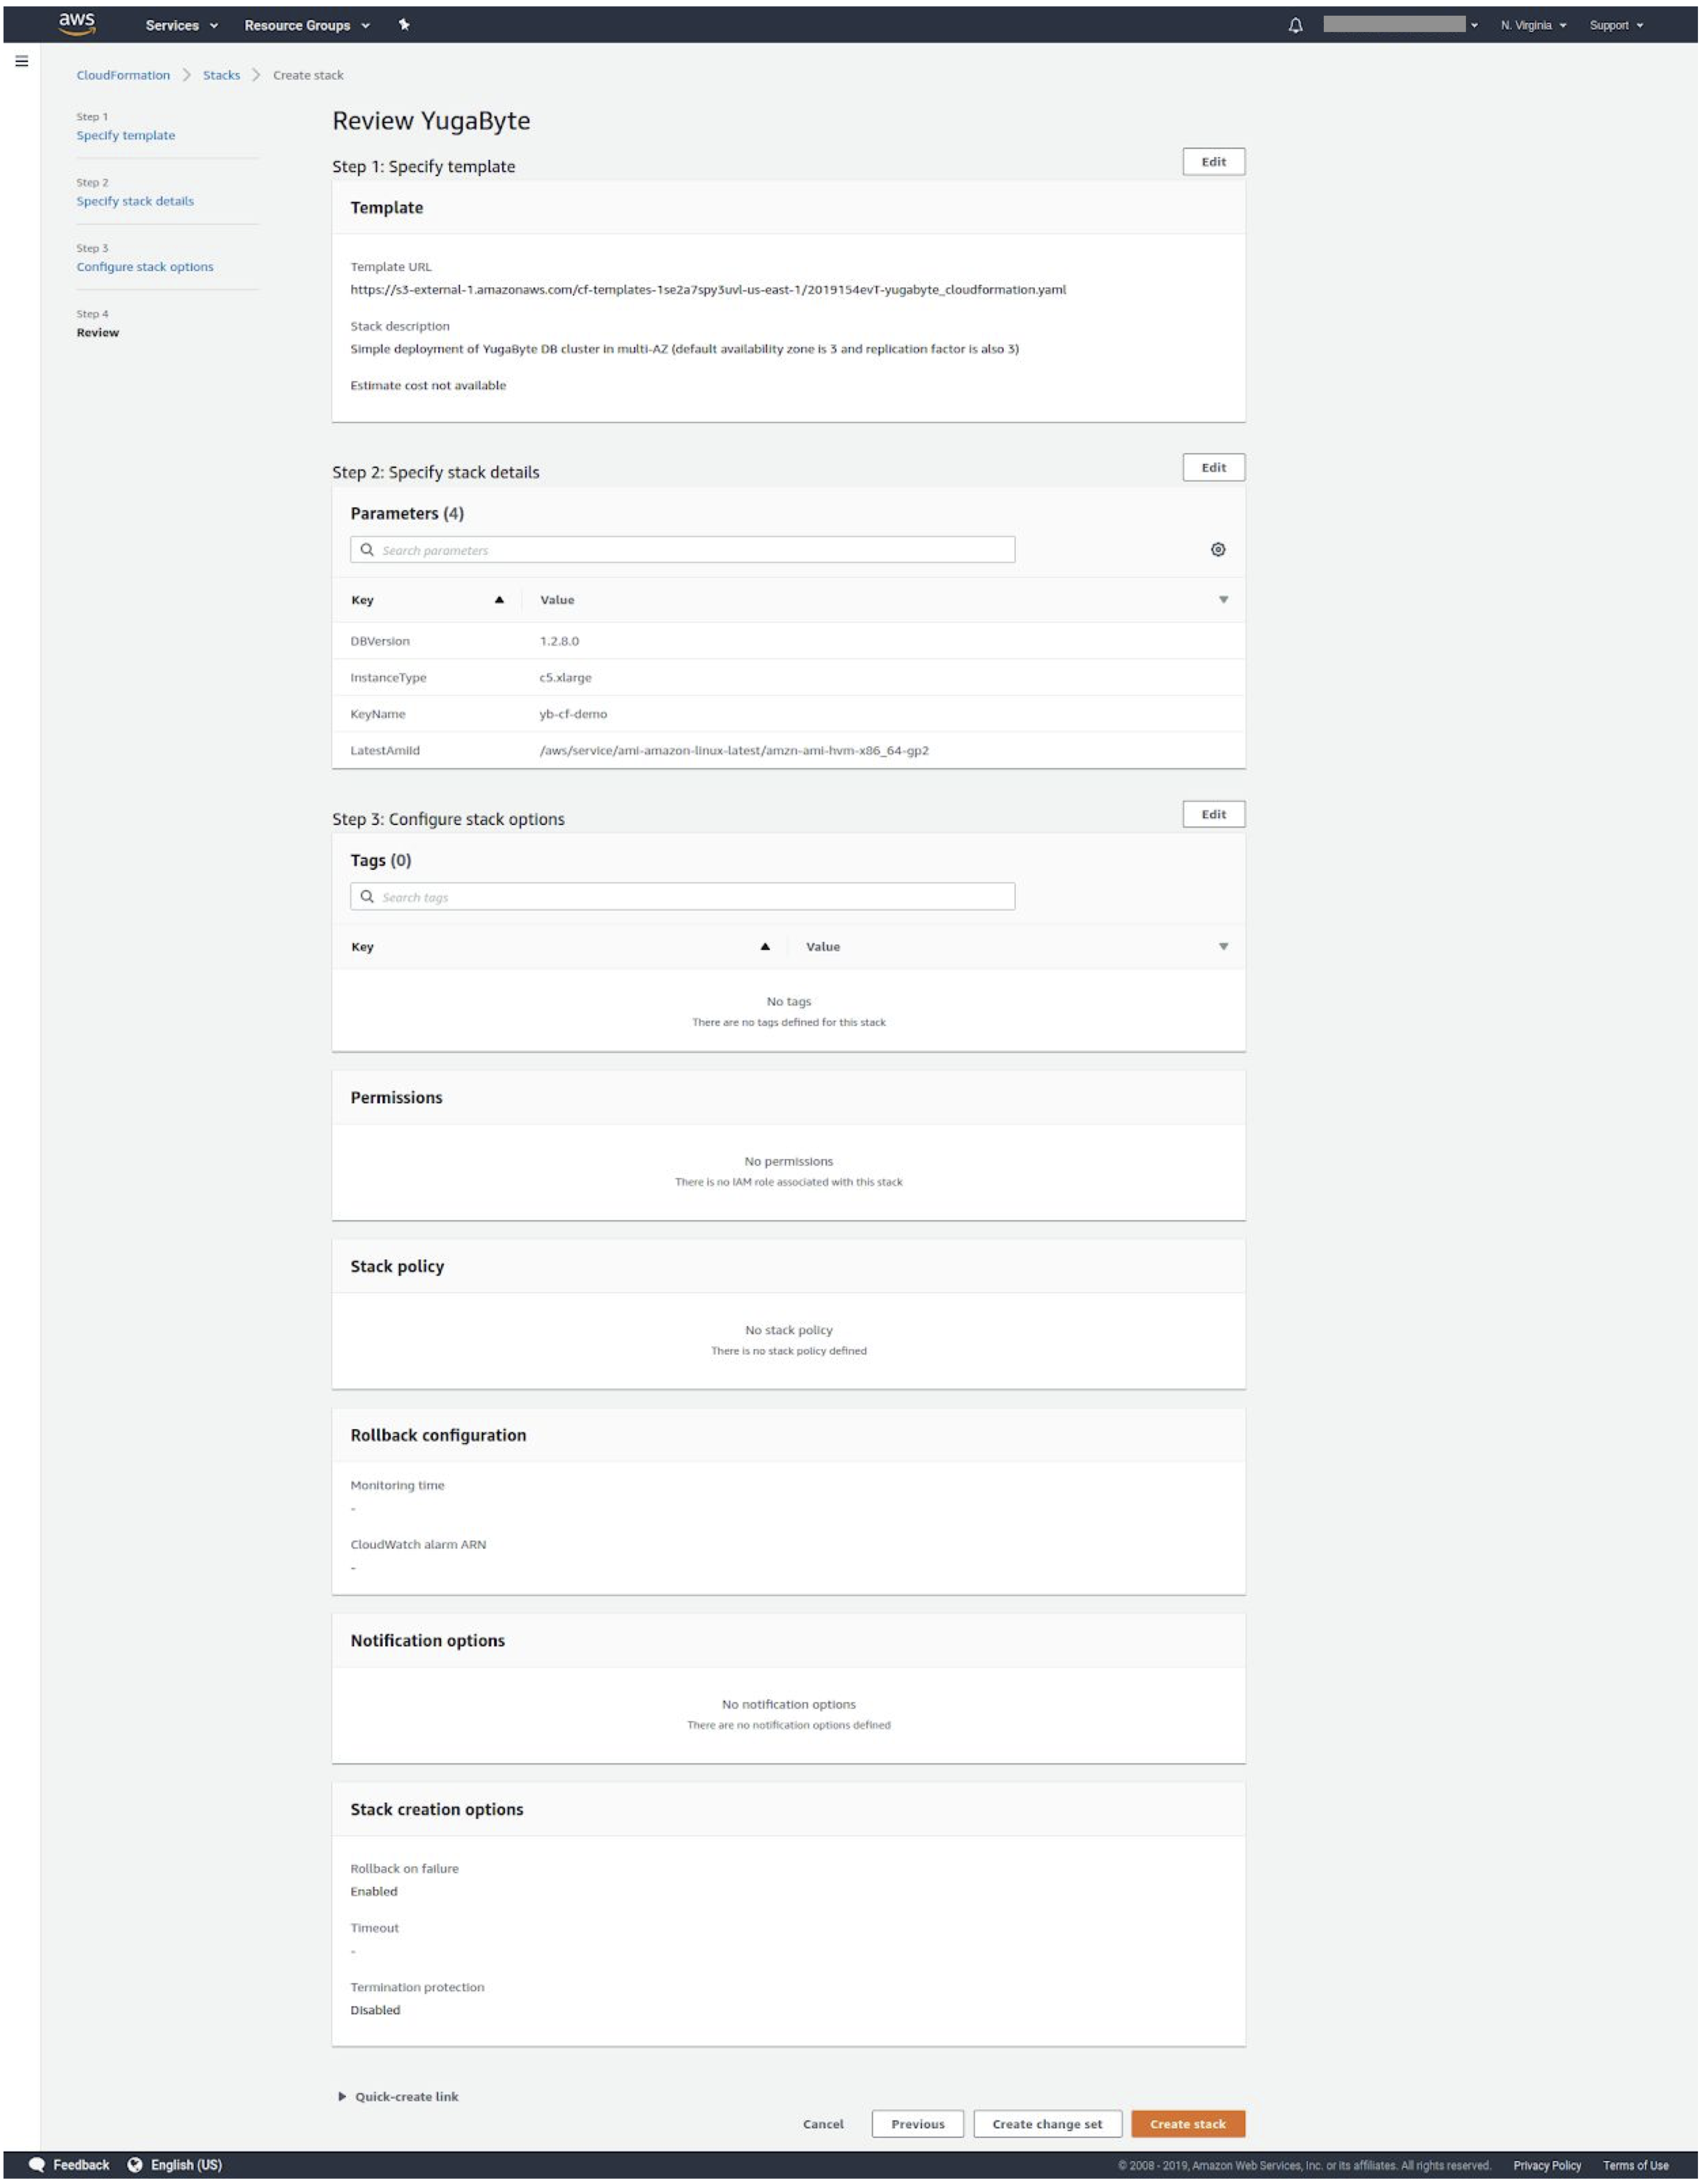 aws Services Resource Groups N. Virginia Support
CloudFormation Stacks Create stack
Step 1
Specify template
Step 2
Specify stack details
Step 3
Configure stack options
Step 4
Review
Review YugaByte
Step 1: Specify template
Edit
Template
Template URL
https://s3-external-1.amazonaws.com/cf-templates-1se2a7spy3uvl-us-east-1/2019154evT-yugabyte_cloudformation.yaml
Stack description
Simple deployment of YugaByte DB cluster in multi-AZ (default availability zone is 3 and replication factor is also 3)
Estimate cost not available
Step 2: Specify stack details
Edit
Parameters (4)
Search parameters
Key Value
DBVersion 1.2.8.0
InstanceType c5.xlarge
KeyName yb-cf-demo
LatestAmiId /aws/service/ami-amazon-linux-latest/amzn-ami-hvm-x86_64-gp2
Step 3: Configure stack options
Edit
Tags (0)
Search tags
Key Value
No tags
There are no tags defined for this stack
Permissions
No permissions
There is no IAM role associated with this stack
Stack policy
No stack policy
There is no stack policy defined
Rollback configuration
Monitoring time
-
CloudWatch alarm ARN
-
Notification options
No notification options
There are no notification options defined
Stack creation options
Rollback on failure
Enabled
Timeout
-
Termination protection
Disabled
Quick-create link
Cancel Previous Create change set Create stack
Feedback English (US) © 2008 - 2019, Amazon Web Services, Inc. or its affiliates. All rights reserved. Privacy Policy Terms of Use